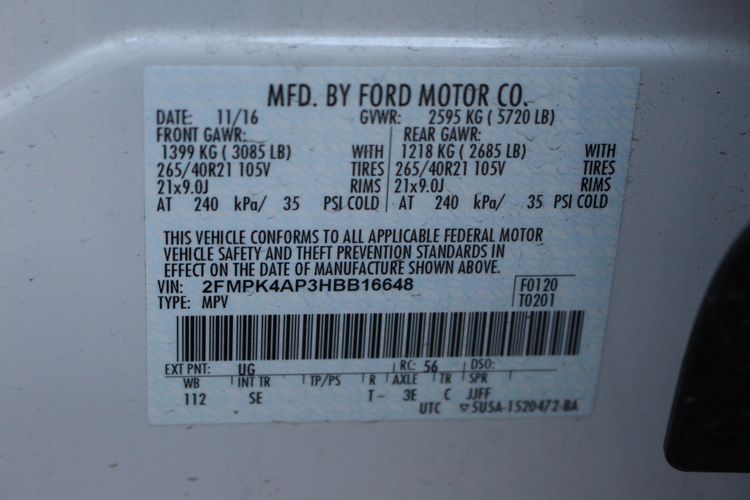 MFD. BY FORD MOTOR CO.
DATE: 11/16 GVWR: 2595 KG ( 5720 LB)
FRONT GAWR: REAR GAWR:
1399 KG ( 3085 LB) WITH 1218 KG ( 2685 LB) WITH
265/40R21 105V TIRES 265/40R21 105V TIRES
21x9.0J RIMS 21x9.0J RIMS
AT 240 kPa/ 35 PSI COLD AT 240 kPa/ 35 PSI COLD
THIS VEHICLE CONFORMS TO ALL APPLICABLE FEDERAL MOTOR
VEHICLE SAFETY AND THEFT PREVENTION STANDARDS IN
EFFECT ON THE DATE OF MANUFACTURE SHOWN ABOVE.
VIN: 2FMPK4AP3HBB16648 F0120
TYPE: MPV T0201
EXT PNT: UG RC: 56 DSO:
WB INT TR TP/PS R AXLE TR SPR
112 SE T- 3E C JJFF
UTC ▽5U5A-1520472-BA